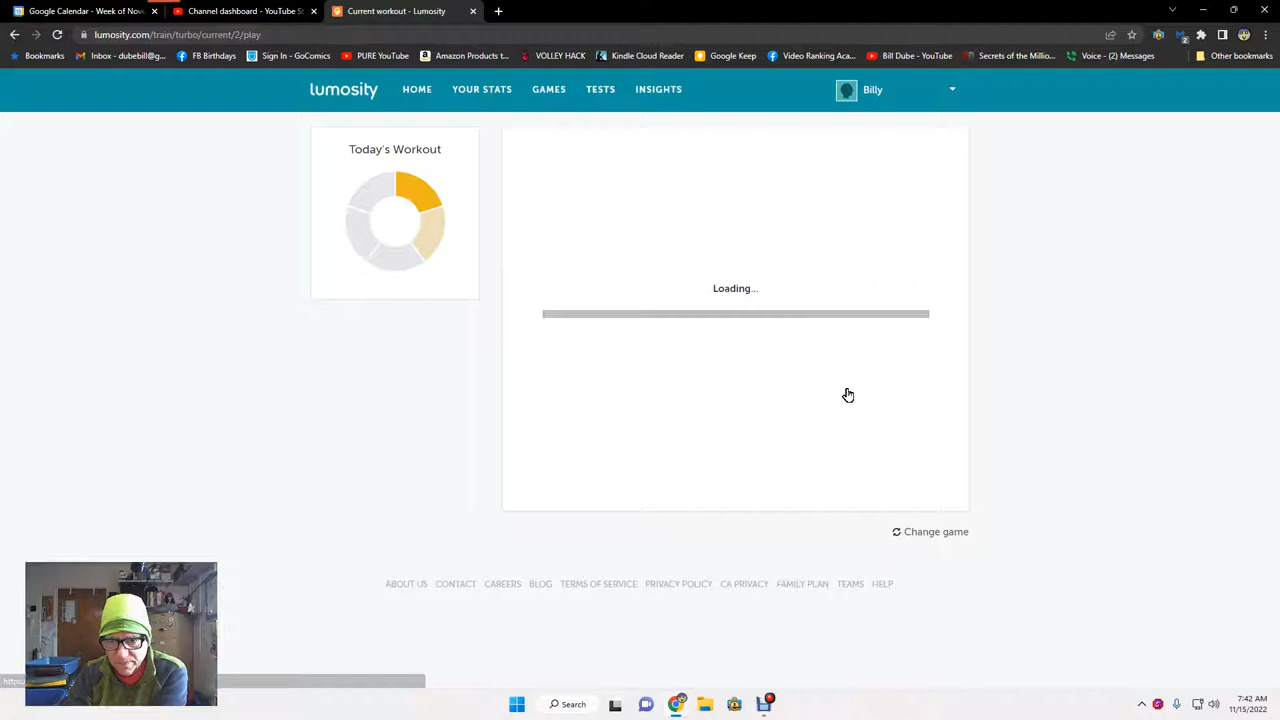 Google Calendar - Week of Nov
Channel dashboard - YouTube St
Current workout - Lumosity
lumosity.com/train/turbo/current/2/play
Bookmarks
Inbox - dubebill@gmail...
FB Birthdays
Sign In - GoComics
PURE YouTube
Amazon Products t...
VOLLEY HACK
Kindle Cloud Reader
Google Keep
Video Ranking Aca...
Bill Dube - YouTube
Secrets of the Millio...
Voice - (2) Messages
Other bookmarks
lumosity
HOME
YOUR STATS
GAMES
TESTS
INSIGHTS
Billy
Today's Workout
Loading...
Change game
ABOUT US
CONTACT
CAREERS
BLOG
TERMS OF SERVICE
PRIVACY POLICY
CA PRIVACY
FAMILY PLAN
TEAMS
HELP
Search
7:42 AM
11/15/2022